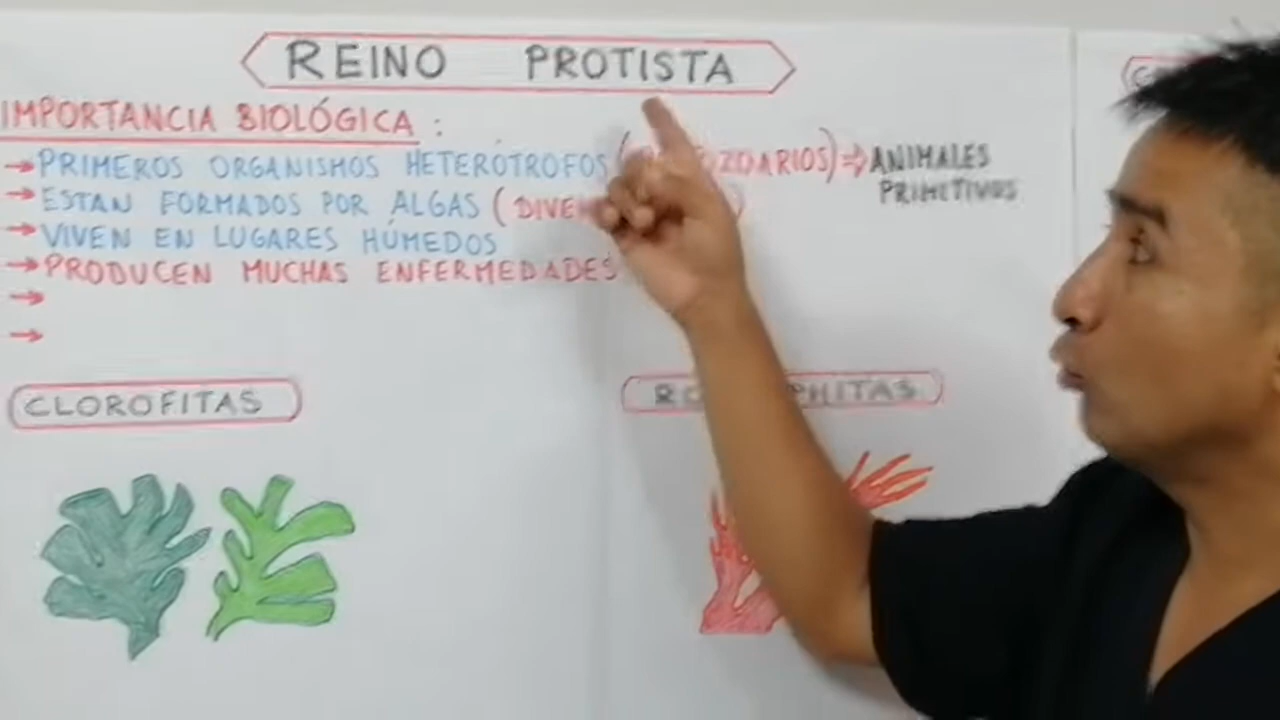 REINO PROTISTA
IMPORTANCIA BIOLÓGICA :
→ PRIMEROS ORGANISMOS HETERÓTROFOS ( ZOARIOS) ⇒ ANIMALES
PRIMITIVOS
→ ESTAN FORMADOS POR ALGAS (
→ VIVEN EN LUGARES HÚMEDOS
→ PRODUCEN MUCHAS ENFERMEDADES
→
→
CLOROFITAS